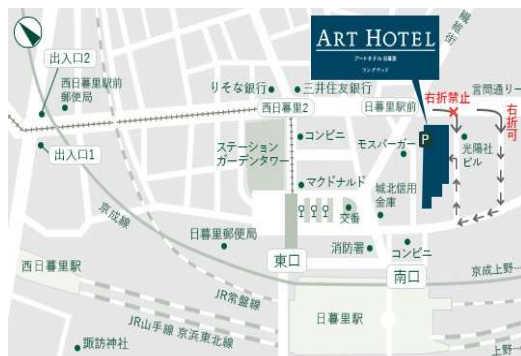 ART HOTEL
アートホテル日暮里
ラングウッド
繊維街
出入口2
西日暮里駅前
郵便局
りそな銀行
三井住友銀行
西日暮里2
日暮里駅前
右折禁止
言問通り
右折可
出入口1
ステーション
ガーデンタワー
コンビニ
モスバーガー
P
光陽社
ビル
マクドナルド
城北信用
金庫
京成線
交番
日暮里郵便局
消防署
コンビニ
東口
南口
西日暮里駅
京成上野
JR常磐線
JR山手線 京浜東北線
日暮里駅
諏訪神社
上野